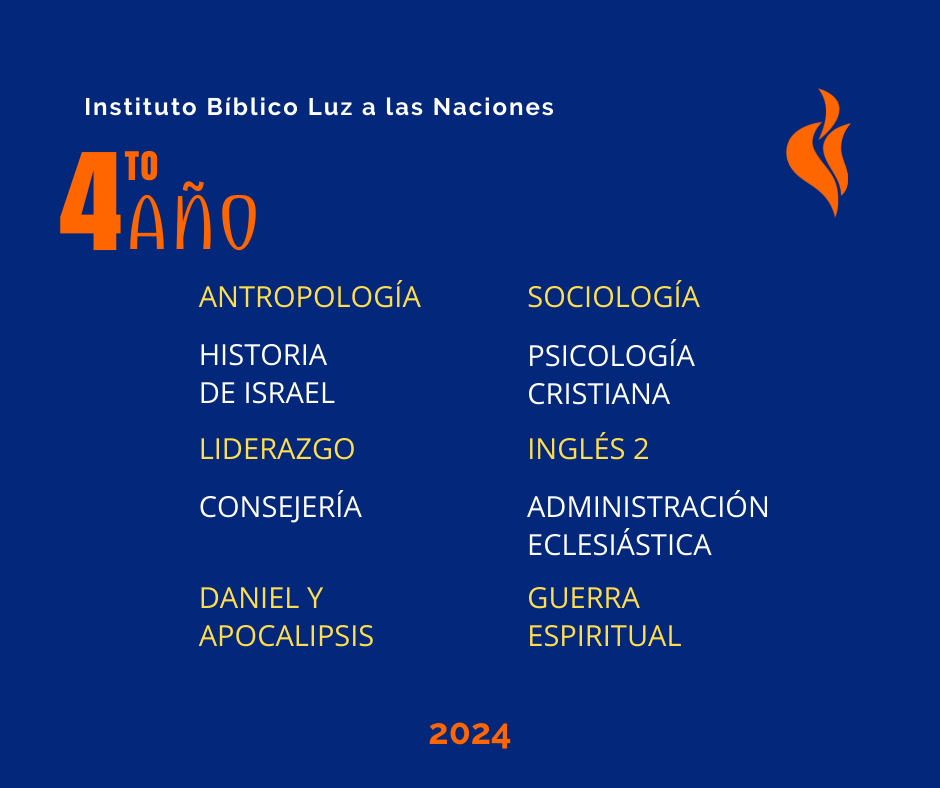 Instituto Bíblico Luz a las Naciones
4TO AÑO
ANTROPOLOGÍA
HISTORIA
DE ISRAEL
LIDERAZGO
CONSEJERÍA
DANIEL Y
APOCALIPSIS
SOCIOLOGÍA
PSICOLOGÍA
CRISTIANA
INGLÉS 2
ADMINISTRACIÓN
ECLESIÁSTICA
GUERRA
ESPIRITUAL
2024